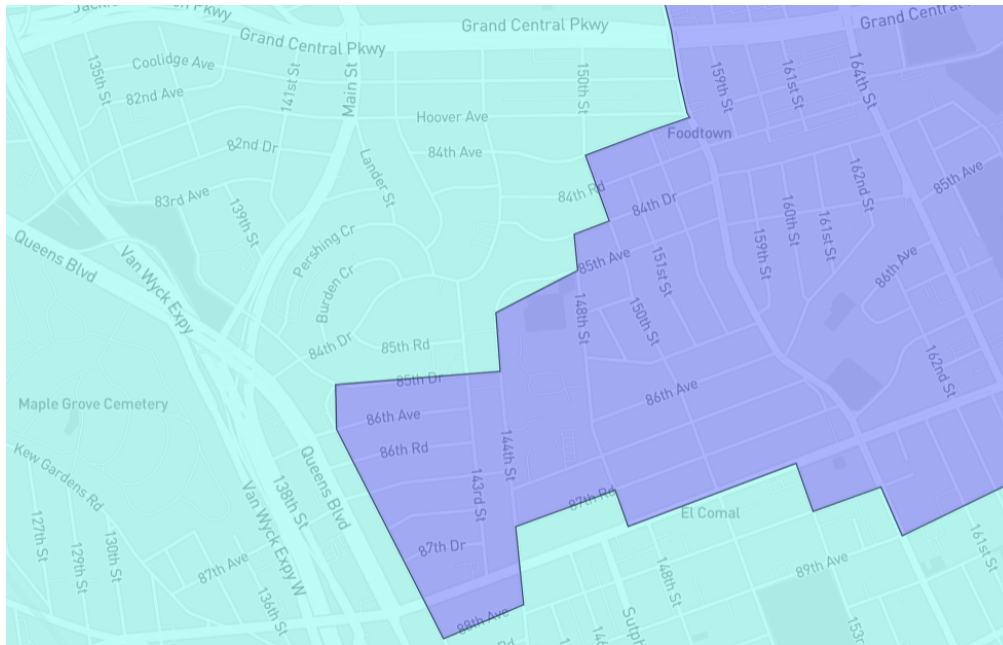 Grand Central Pkwy
Grand Central Pkwy
Grand Central
Coolidge Ave
135th St
82nd Ave
141st St
Main St
150th St
159th St
161st St
164th St
Hoover Ave
Foodtown
82nd Dr
84th Ave
Lander St
83rd Ave
84th Rd
84th Dr
162nd St
85th Ave
139th St
160th St
161st St
Pershing Cr
159th St
Queens Blvd
Van Wyck Expy
Burden Cr
85th Ave
151st St
86th Ave
148th St
150th St
84th Dr
85th Rd
162nd St
85th Dr
86th Ave
Maple Grove Cemetery
86th Ave
86th Rd
144th St
Kew Gardens Rd
Queens Blvd
138th St
143rd St
87th Rd
El Comal
127th St
129th St
130th St
Van Wyck Expy W
87th Ave
87th Dr
148th St
89th Ave
161st St
136th St
88th Ave
Sutph
153r
146
Rd